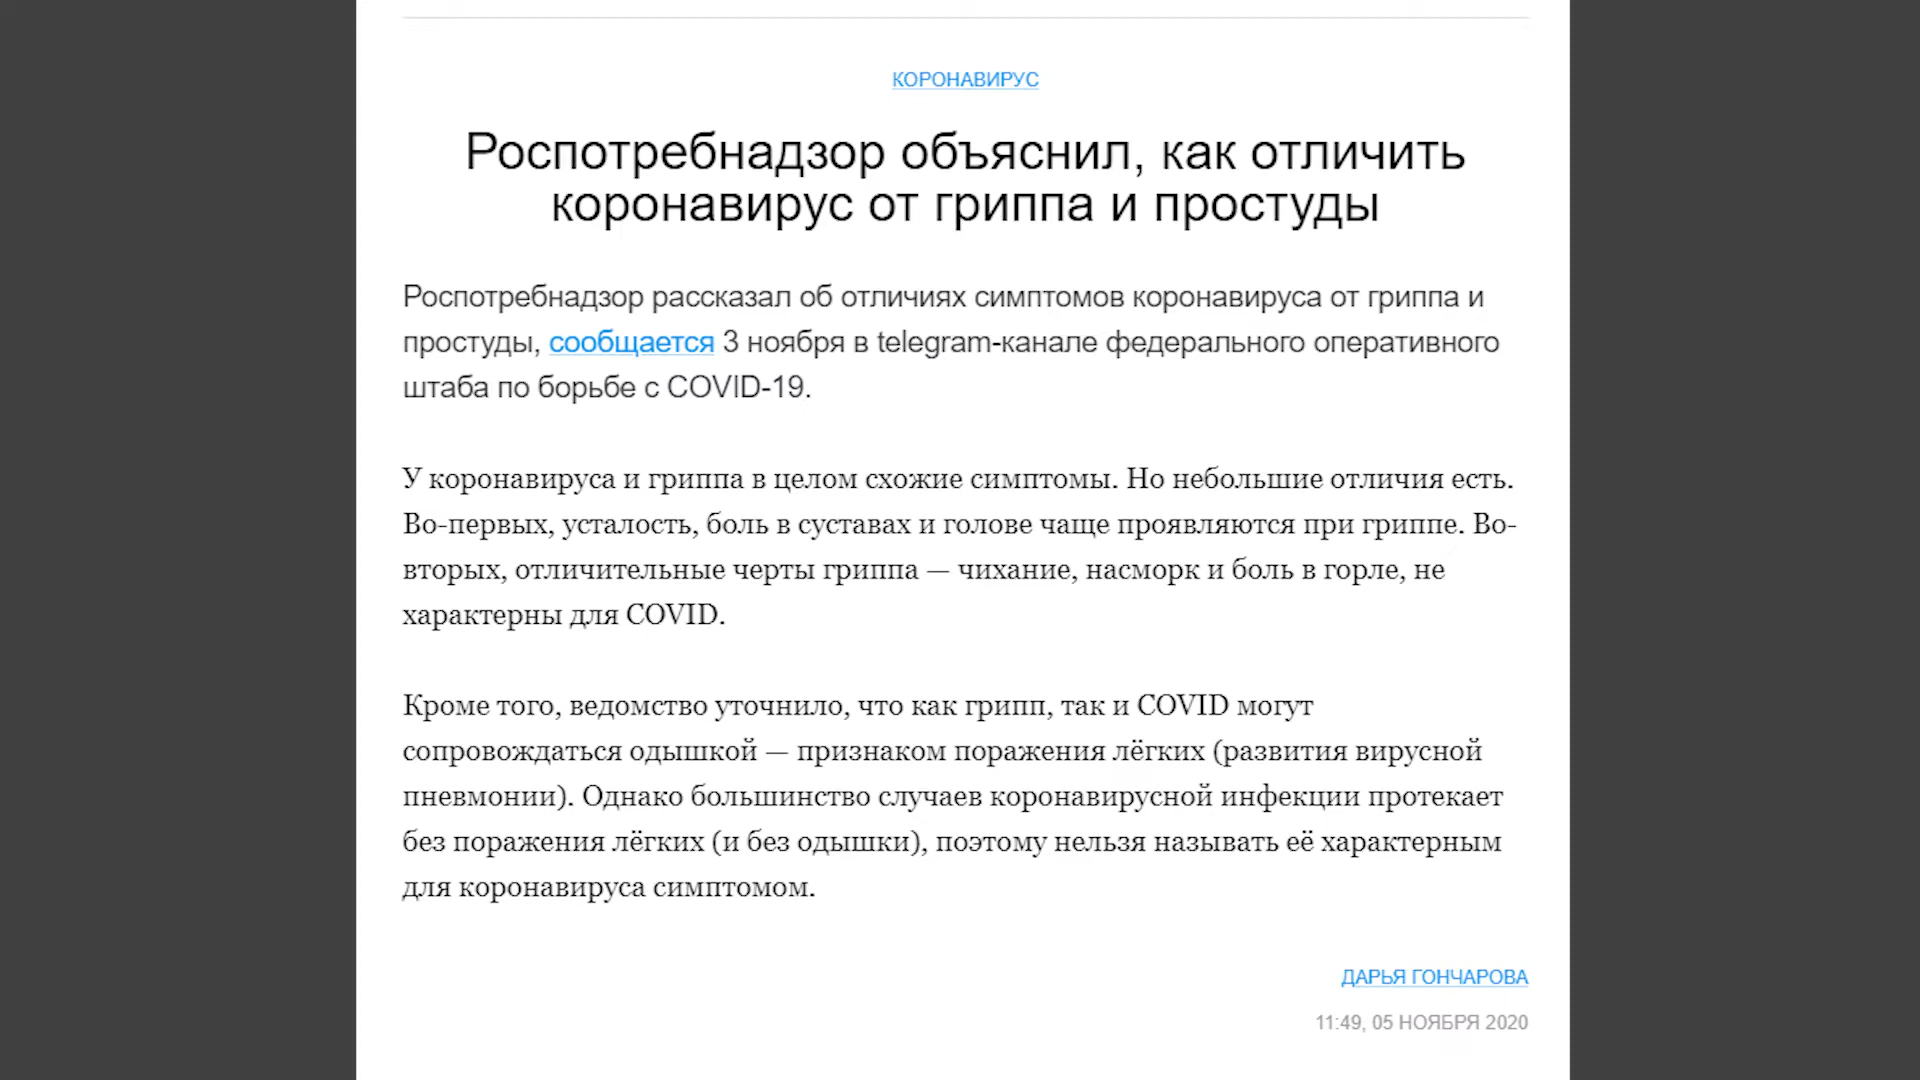 КОРОНАВИРУС
Роспотребнадзор объяснил, как отличить
коронавирус от гриппа и простуды
Роспотребнадзор рассказал об отличиях симптомов коронавируса от гриппа и
простуды, сообщается 3 ноября в telegram-канале федерального оперативного
штаба по борьбе с COVID-19.
У коронавируса и гриппа в целом схожие симптомы. Но небольшие отличия есть.
Во-первых, усталость, боль в суставах и голове чаще проявляются при гриппе. Во-
вторых, отличительные черты гриппа — чихание, насморк и боль в горле, не
характерны для COVID.
Кроме того, ведомство уточнило, что как грипп, так и COVID могут
сопровождаться одышкой — признаком поражения лёгких (развития вирусной
пневмонии). Однако большинство случаев коронавирусной инфекции протекает
без поражения лёгких (и без одышки), поэтому нельзя называть её характерным
для коронавируса симптомом.
ДАРЬЯ ГОНЧАРОВА
11:49, 05 НОЯБРЯ 2020